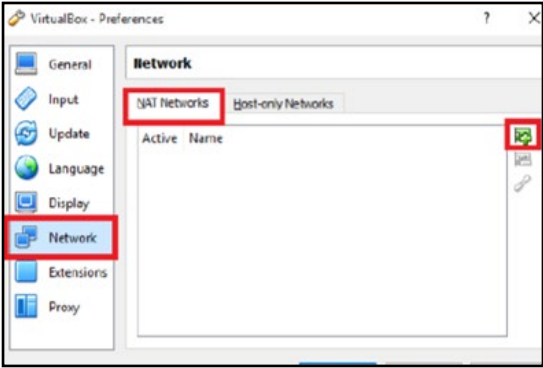 VirtualBox - Preferences ? X
General
Input
Update
Language
Display
Network
Extensions
Proxy
Network
NAT Networks Host-only Networks
Active Name